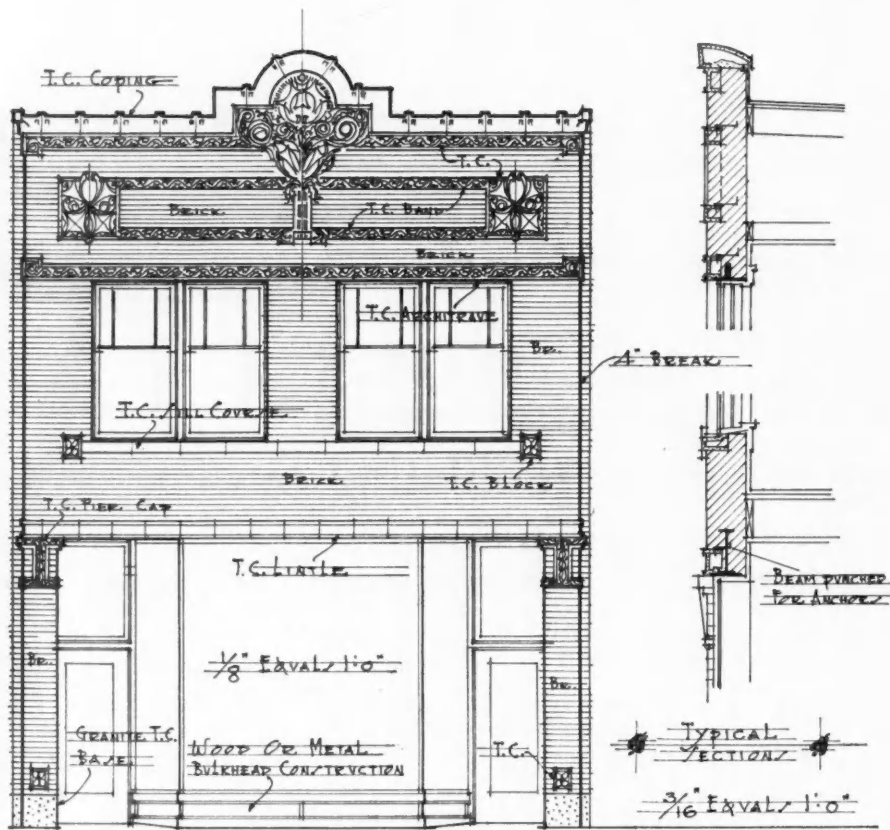 T.C. COPING
T.C.
BRICK
T.C. BAND
BRICK
T.C. ARCHITRAVE
BR.
4" BREAK
T.C. SILL COURSE
BRICK
T.C. BLOCK
T.C. PIER CAP
T.C. LINTLE
BEAM PUNCHED
FOR ANCHORS
1/8" EQUALS 1'-0"
BR.
BR.
GRANITE T.C.
BASE
WOOD OR METAL
BULKHEAD CONSTRUCTION
T.C.
TYPICAL
SECTIONS
3/16" EQUALS 1'-0"